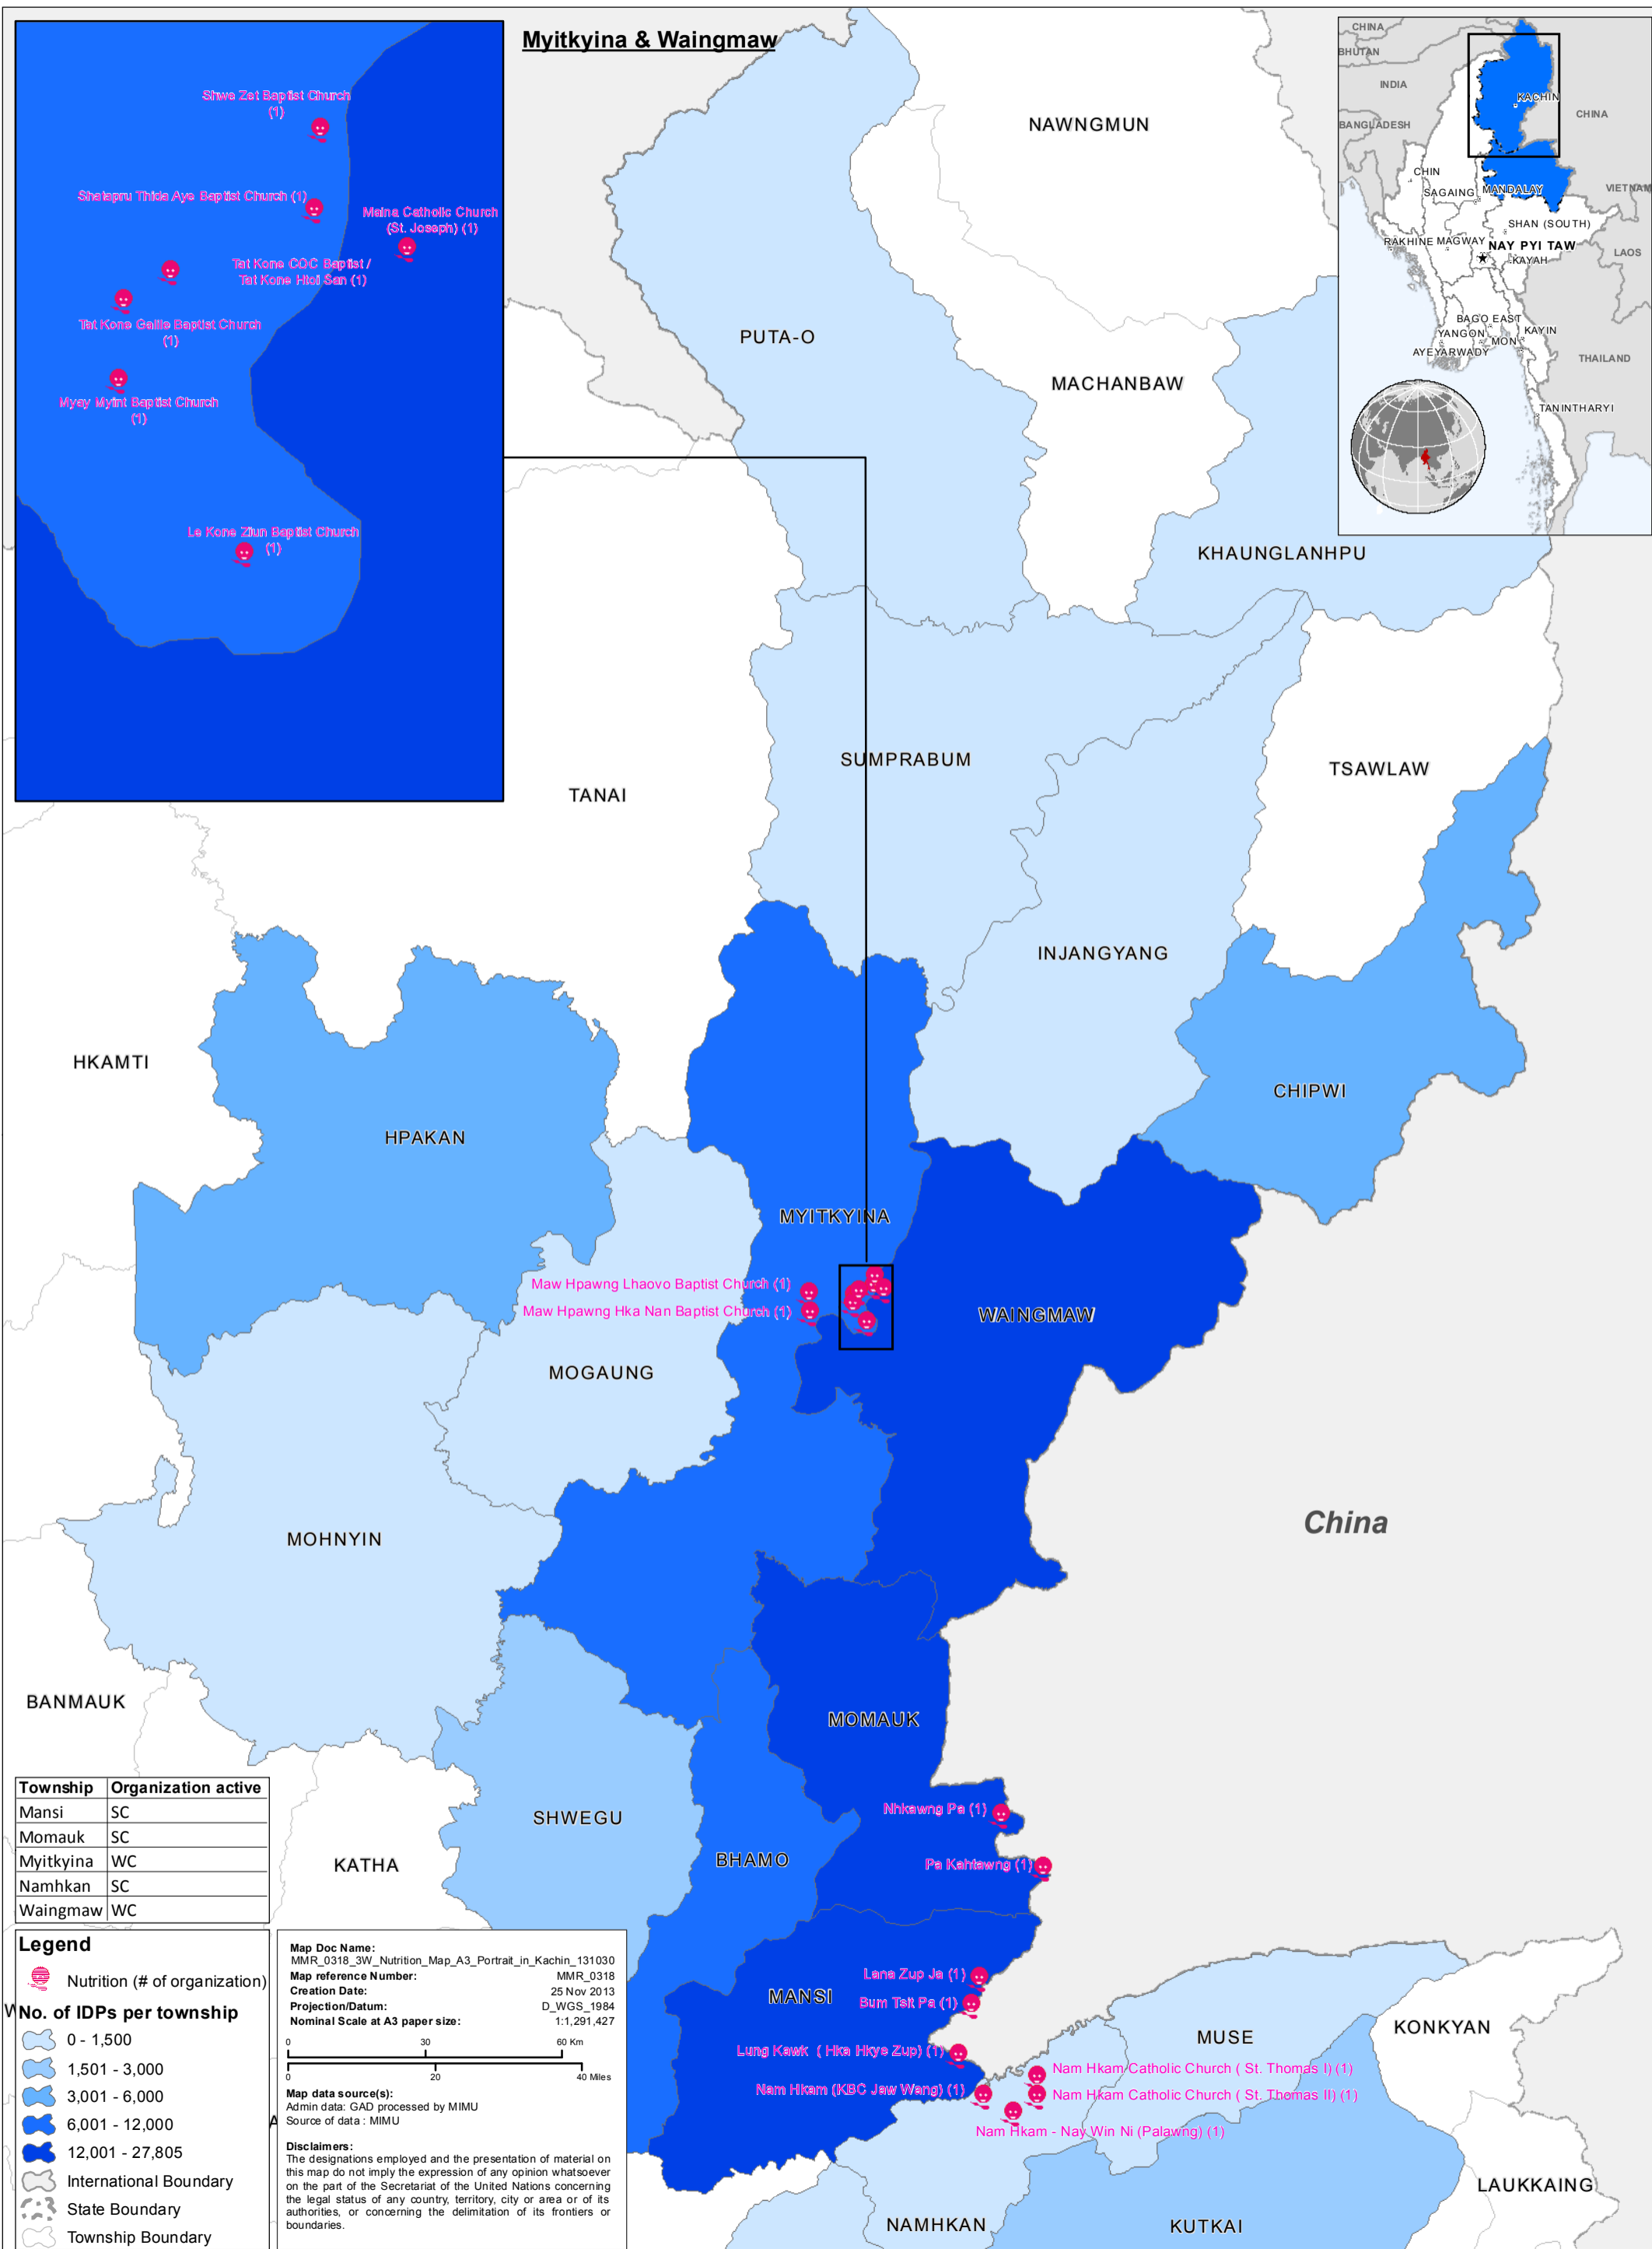 Myitkyina & Waingmaw
Shwe Zet Baptist Church
(1)
Shatapru Thida Aye Baptist Church (1)
Maina Catholic Church
(St. Joseph) (1)
Tat Kone COC Baptist /
Tat Kone Htoi San (1)
Tat Kone Galile Baptist Church
(1)
Myay Myint Baptist Church
(1)
Le Kone Ziun Baptist Church
(1)
CHINA
BHUTAN
INDIA
KACHIN
CHINA
BANGLADESH
CHIN
SAGAING
MANDALAY
VIETNAM
SHAN (SOUTH)
RAKHINE
MAGWAY
NAY PYI TAW
KAYAH
LAOS
BAGO EAST
YANGON
KAYIN
MON
AYEYARWADY
THAILAND
TANINTHARYI
NAWNGMUN
PUTA-O
MACHANBAW
KHAUNGLANHPU
SUMPRABUM
TSAWLAW
TANAI
INJANGYANG
HKAMTI
CHIPWI
HPAKAN
MYITKYINA
Maw Hpawng Lhaovo Baptist Church (1)
Maw Hpawng Hka Nan Baptist Church (1)
WAINGMAW
MOGAUNG
China
MOHNYIN
BANMAUK
MOMAUK
SHWEGU
Nhkawng Pa (1)
BHAMO
KATHA
Pa Kahtawng (1)
Lana Zup Ja (1)
MANSI
Bum Tsit Pa (1)
Lung Kawk ( Hka Hkye Zup) (1)
Nam Hkam (KBC Jaw Wang) (1)
MUSE
KONKYAN
Nam Hkam Catholic Church ( St. Thomas I) (1)
Nam Hkam Catholic Church ( St. Thomas II) (1)
Nam Hkam - Nay Win Ni (Palawng) (1)
LAUKKAING
NAMHKAN
KUTKAI
Township Organization active
Mansi SC
Momauk SC
Myitkyina WC
Namhkan SC
Waingmaw WC
Legend
Nutrition (# of organization)
No. of IDPs per township
0 - 1,500
1,501 - 3,000
3,001 - 6,000
6,001 - 12,000
12,001 - 27,805
International Boundary
State Boundary
Township Boundary
Map Doc Name:
MMR_0318_3W_Nutrition_Map_A3_Portrait_in_Kachin_131030
Map reference Number: MMR_0318
Creation Date: 25 Nov 2013
Projection/Datum: D_WGS_1984
Nominal Scale at A3 paper size: 1:1,291,427
0 30 60 Km
0 20 40 Miles
Map data source(s):
Admin data: GAD processed by MIMU
Source of data : MIMU
Disclaimers:
The designations employed and the presentation of material on
this map do not imply the expression of any opinion whatsoever
on the part of the Secretariat of the United Nations concerning
the legal status of any country, territory, city or area or of its
authorities, or concerning the delimitation of its frontiers or
boundaries.